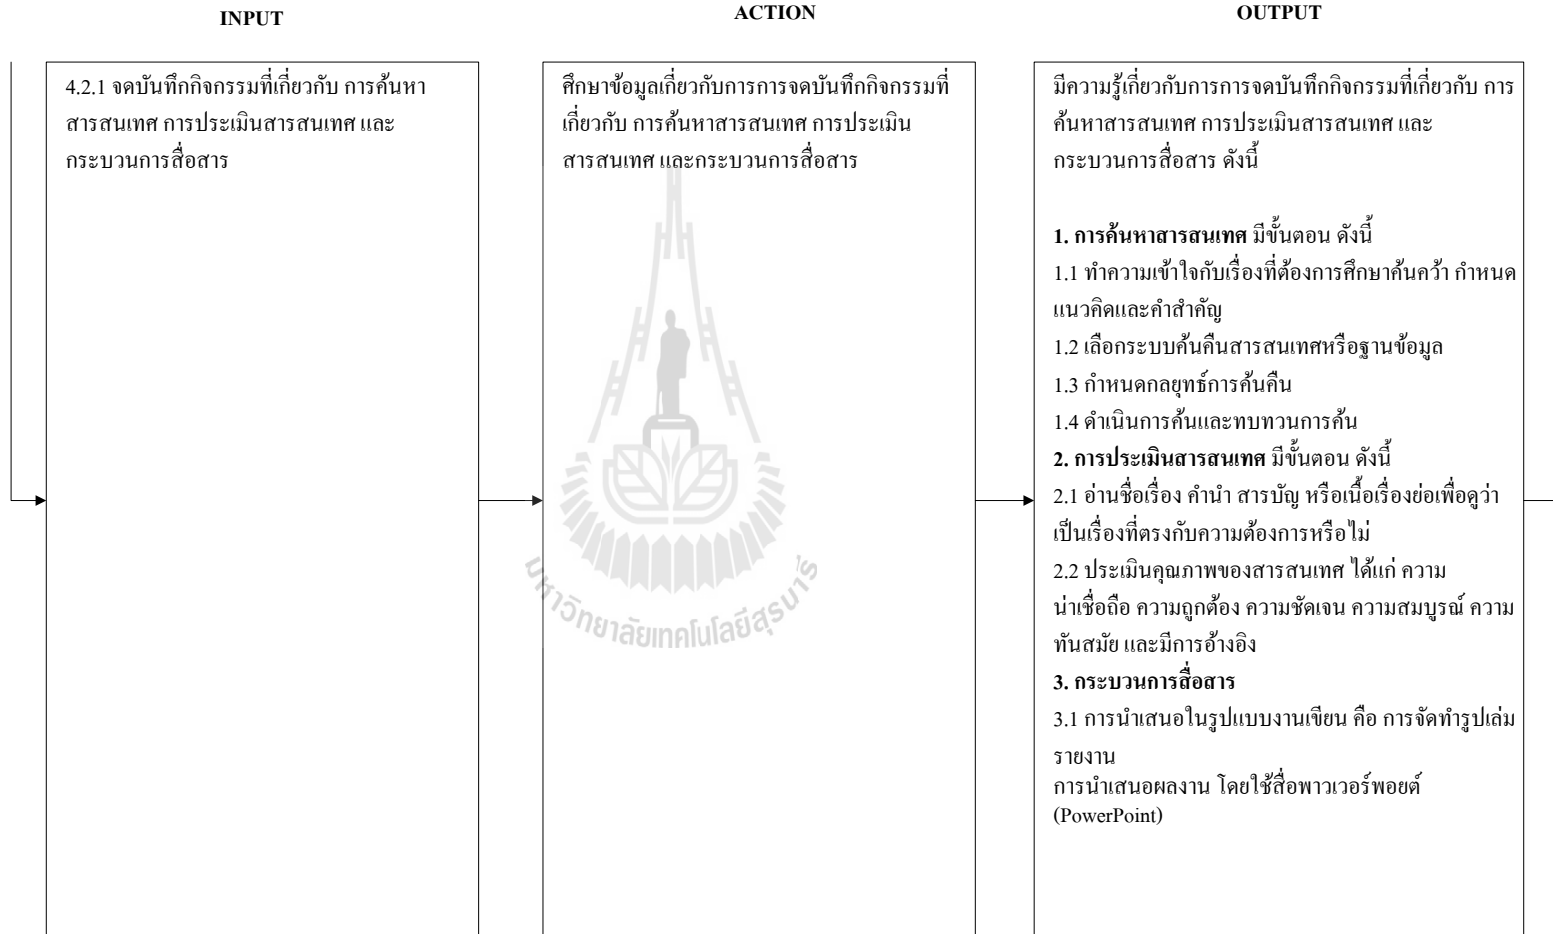 INPUT
ACTION
OUTPUT
4.2.1 จดบันทึกกิจกรรมที่เกี่ยวกับ การค้นหา
สารสนเทศ การประเมินสารสนเทศ และ
กระบวนการสื่อสาร
ศึกษาข้อมูลเกี่ยวกับการการจดบันทึกกิจกรรมที่
เกี่ยวกับ การค้นหาสารสนเทศ การประเมิน
สารสนเทศ และกระบวนการสื่อสาร
มีความรู้เกี่ยวกับการการจดบันทึกกิจกรรมที่เกี่ยวกับ การ
ค้นหาสารสนเทศ การประเมินสารสนเทศ และ
กระบวนการสื่อสาร ดังนี้
1. การค้นหาสารสนเทศ มีขั้นตอน ดังนี้
1.1 ทำความเข้าใจกับเรื่องที่ต้องการศึกษาค้นคว้า กำหนด
แนวคิดและคำสำคัญ
1.2 เลือกระบบค้นคืนสารสนเทศหรือฐานข้อมูล
1.3 กำหนดกลยุทธ์การค้นคืน
1.4 ดำเนินการค้นและทบทวนการค้น
2. การประเมินสารสนเทศ มีขั้นตอน ดังนี้
2.1 อ่านชื่อเรื่อง คำนำ สารบัญ หรือเนื้อเรื่องย่อเพื่อดูว่า
เป็นเรื่องที่ตรงกับความต้องการหรือไม่
2.2 ประเมินคุณภาพของสารสนเทศ ได้แก่ ความ
น่าเชื่อถือ ความถูกต้อง ความชัดเจน ความสมบูรณ์ ความ
ทันสมัย และมีการอ้างอิง
3. กระบวนการสื่อสาร
3.1 การนำเสนอในรูปแบบงานเขียน คือ การจัดทำรูปเล่ม
รายงาน
การนำเสนอผลงาน โดยใช้สื่อพาวเวอร์พอยต์
(PowerPoint)
มหาวิทยาลัยเทคโนโลยีสุรนารี